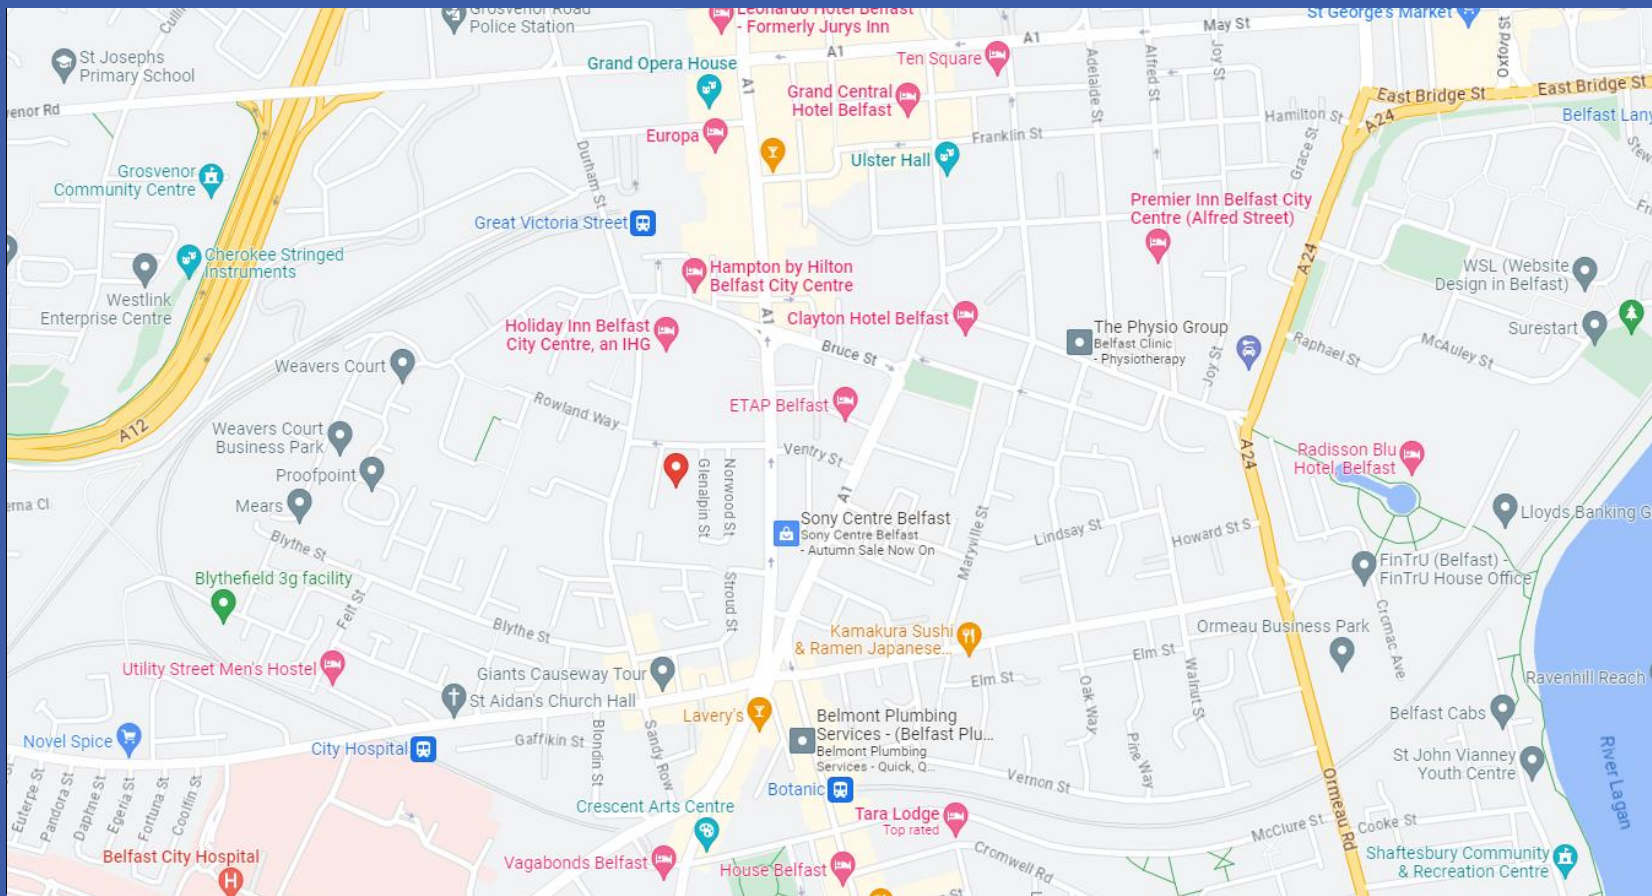 Grosvenor Road
Police Station
Leonardo Hotel Belfast
- Formerly Jurys Inn
St George's Market
May St
A1
A1
Oxford St
St Josephs
Primary School
Grand Opera House
Ten Square
Adelaide St
Alfred St
Joy St
A1
Grand Central
Hotel Belfast
East Bridge St
East Bridge St
A24
venor Rd
Hamilton St
Belfast Lany
Europa
Franklin St
Grace St
Durham St
Ulster Hall
Grosvenor
Community Centre
Premier Inn Belfast City
Centre (Alfred Street)
Great Victoria Street
Cherokee Stringed
Instruments
A24
WSL (Website
Design in Belfast)
Hampton by Hilton
Belfast City Centre
Westlink
Enterprise Centre
Holiday Inn Belfast
City Centre, an IHG
A1
Clayton Hotel Belfast
The Physio Group
Belfast Clinic
- Physiotherapy
Surestart
Raphael St
McAuley St
Bruce St
Joy St
Weavers Court
ETAP Belfast
Rowland Way
A12
Weavers Court
Business Park
Ventry St
A24
Radisson Blu
Hotel, Belfast
Proofpoint
Glenalpin St
Norwood St
A1
Mears
erna Cl
Sony Centre Belfast
Sony Centre Belfast
- Autumn Sale Now On
Maryville St
Lindsay St
Howard St S
Lloyds Banking G
Blythe St
FinTrU (Belfast) -
FinTrU House Office
Blythefield 3g facility
Felt St
Stroud St
Cromac Ave
Blythe St
Kamakura Sushi
& Ramen Japanese...
Ormeau Business Park
Utility Street Men's Hostel
Giants Causeway Tour
Elm St
Elm St
Walnut St
Oak Way
Ravenhill Reach
St Aidan's Church Hall
Lavery's
Belmont Plumbing
Services - (Belfast Plu...
Belmont Plumbing
Services - Quick, Q...
Belfast Cabs
Novel Spice
City Hospital
Gaffikin St
Blondin St
Sandy Row
Pine Way
St John Vianney
Youth Centre
River Lagan
Vernon St
Botanic
Euterpe St
Pandora St
Daphne St
Egeria St
Fortuna St
Coolfin St
Crescent Arts Centre
Tara Lodge
Top rated
Ormeau Rd
McClure St
Cooke St
Belfast City Hospital
Vagabonds Belfast
House Belfast
Cromwell Rd
Shaftesbury Community
& Recreation Centre